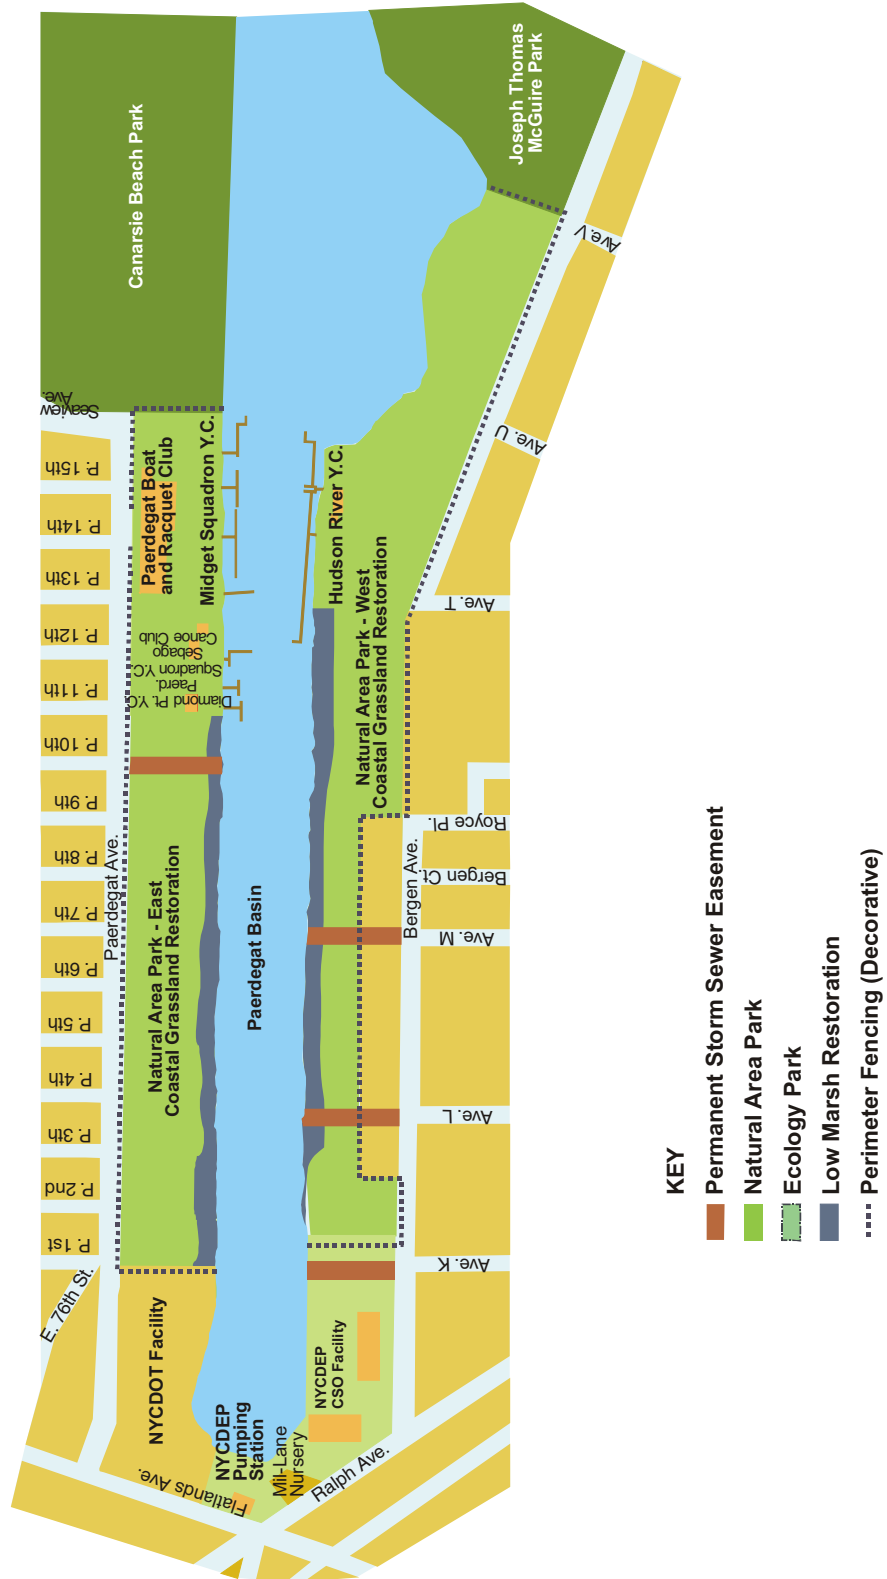 Canarsie Beach Park
Joseph Thomas
McGuire Park
Seaview
Ave.
P. 15th
P. 14th
P. 13th
P. 12th
P. 11th
P. 10th
P. 9th
P. 8th
P. 7th
P. 6th
P. 5th
P. 4th
P. 3th
P. 2nd
P. 1st
E. 76th St.
Paerdegat Ave.
Paerdegat Boat
and Racquet Club
Midget Squadron Y.C.
Sebago
Canoe Club
Paerd.
Squadron Y.C.
Diamond Pt. Y.C.
Hudson River Y.C.
Natural Area Park - East
Coastal Grassland Restoration
Paerdegat Basin
Natural Area Park - West
Coastal Grassland Restoration
Ave. V
Ave. U
Ave. T
Royce Pl.
Bergen Ct.
Bergen Ave.
Ave. M
Ave. L
Ave. K
NYCDOT Facility
NYCDEP
Pumping
Station
NYCDEP
CSO Facility
Mil-Lane
Nursery
Flatlands Ave.
Ralph Ave.
KEY
Permanent Storm Sewer Easement
Natural Area Park
Ecology Park
Low Marsh Restoration
Perimeter Fencing (Decorative)